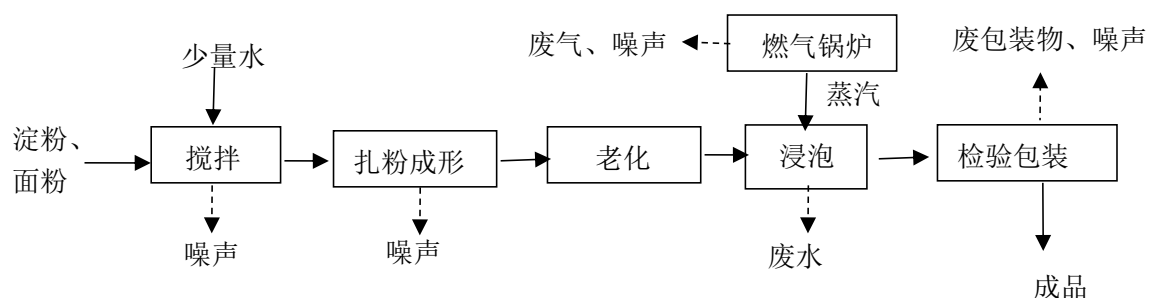 少量水
废气、噪声
燃气锅炉
废包装物、噪声
蒸汽
淀粉、
面粉
搅拌
扎粉成形
老化
浸泡
检验包装
噪声
噪声
废水
成品